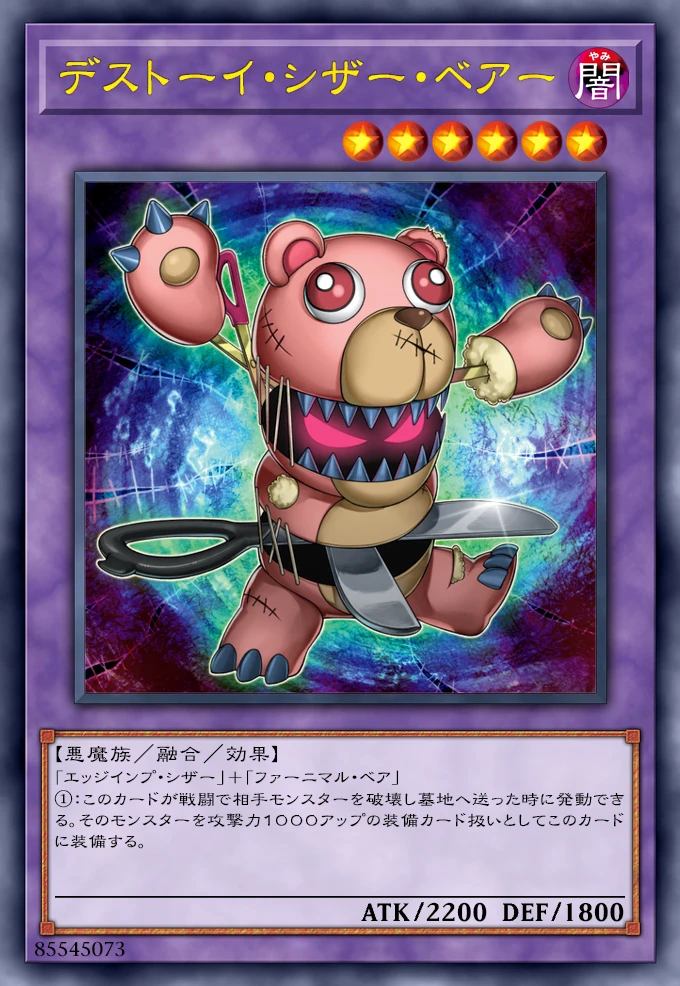 デストーイ・シザー・ベアー
やみ
闇
【悪魔族／融合／効果】
「エッジインプ・シザー」＋「ファーニマル・ベア」
①：このカードが戦闘で相手モンスターを破壊し墓地へ送った時に発動でき
る。そのモンスターを攻撃力１０００アップの装備カード扱いとしてこのカード
に装備する。
ATK/2200 DEF/1800
85545073